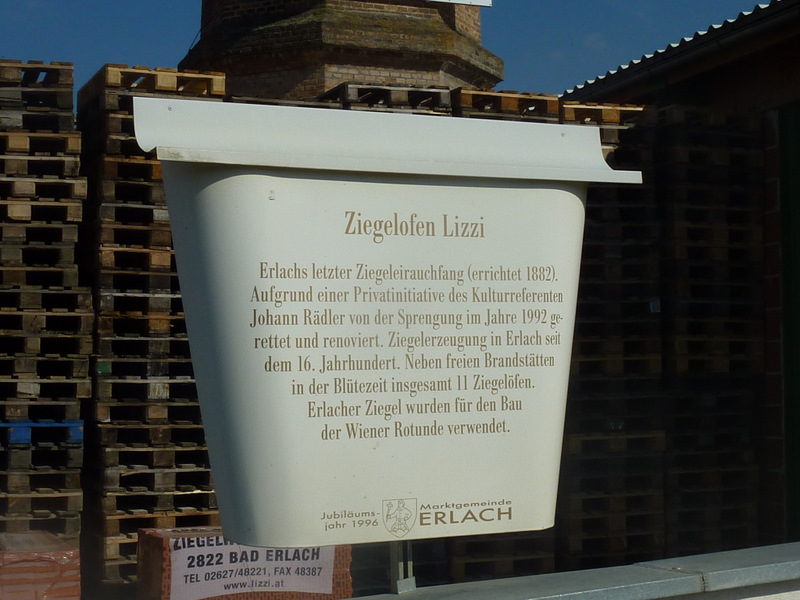 Ziegelofen Lizzi
Erlachs letzter Ziegeleirauchfang (errichtet 1882).
Aufgrund einer Privatinitiative des Kulturreferenten
Johann Rädler von der Sprengung im Jahre 1992 ge-
rettet und renoviert. Ziegelerzeugung in Erlach seit
dem 16. Jahrhundert. Neben freien Brandstätten
in der Blütezeit insgesamt 11 Ziegelöfen.
Erlacher Ziegel wurden für den Bau
der Wiener Rotunde verwendet.
Jubiläums-
jahr 1996
Marktgemeinde
ERLACH
2822 BAD ERLACH
TEL 02627/48221, FAX 48387
www.lizzi.at